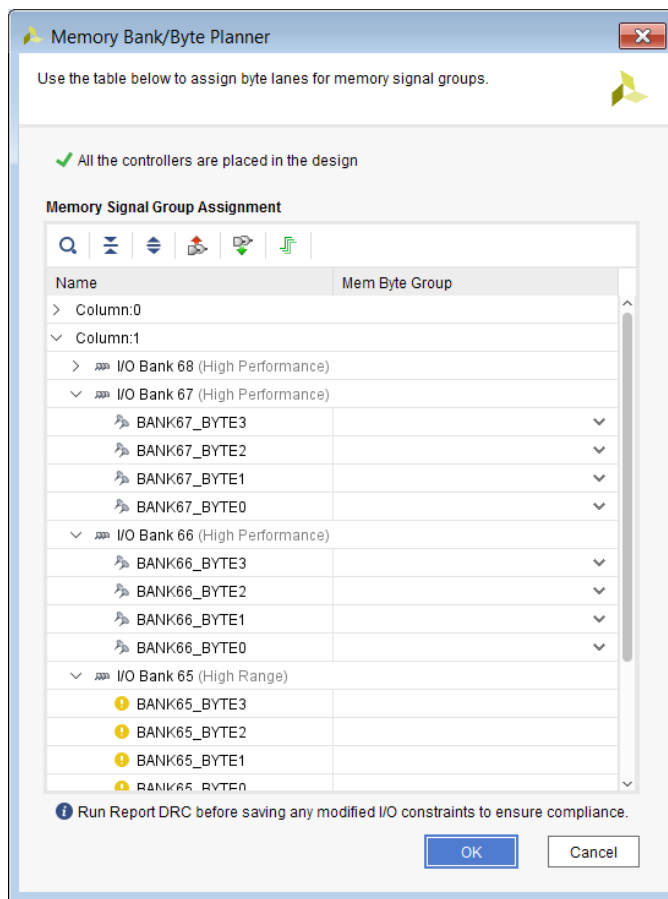 Memory Bank/Byte Planner
Use the table below to assign byte lanes for memory signal groups.
All the controllers are placed in the design
Memory Signal Group Assignment
Name Mem Byte Group
Column:0
Column:1
I/O Bank 68 (High Performance)
I/O Bank 67 (High Performance)
BANK67_BYTE3
BANK67_BYTE2
BANK67_BYTE1
BANK67_BYTE0
I/O Bank 66 (High Performance)
BANK66_BYTE3
BANK66_BYTE2
BANK66_BYTE1
BANK66_BYTE0
I/O Bank 65 (High Range)
BANK65_BYTE3
BANK65_BYTE2
BANK65_BYTE1
BANK65_BYTE0
Run Report DRC before saving any modified I/O constraints to ensure compliance.
OK Cancel